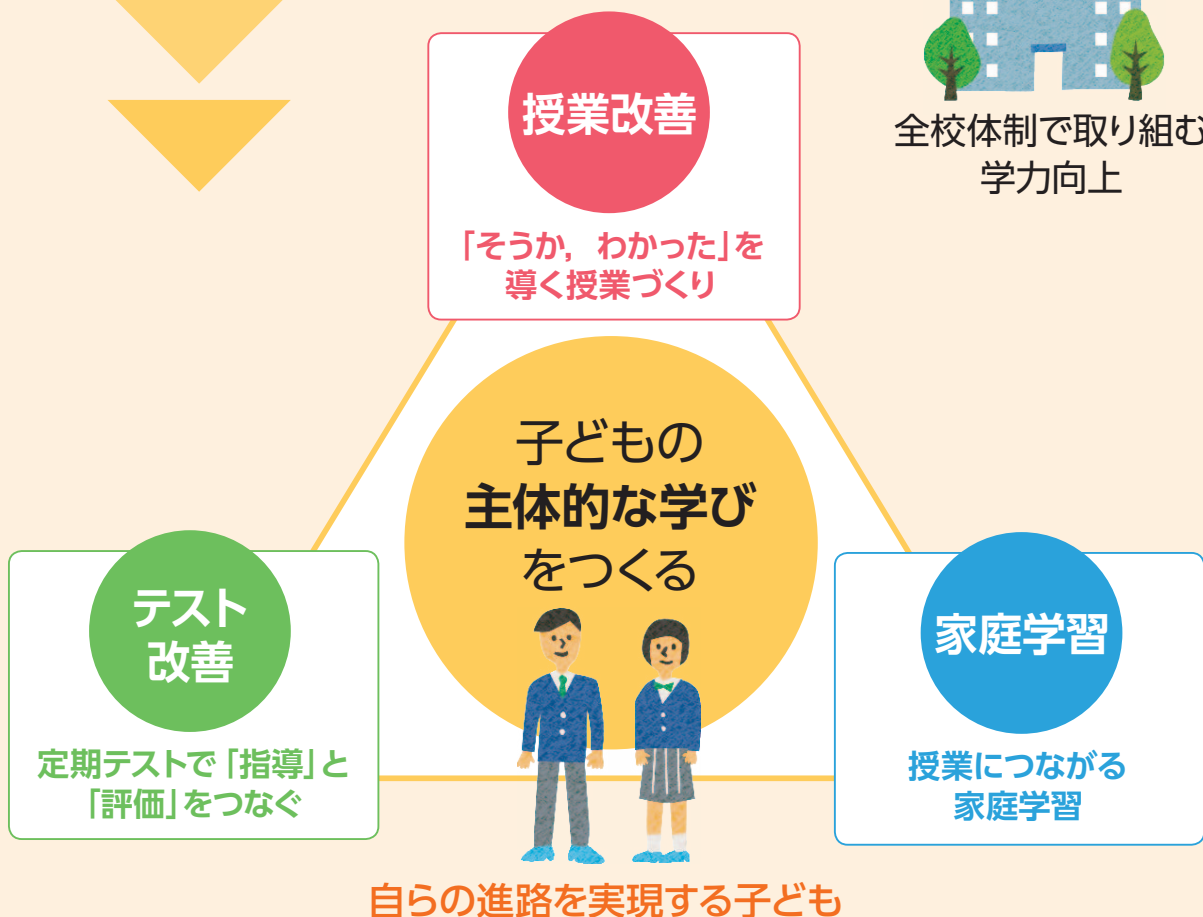 授業改善
「そうか，わかった」を
導く授業づくり
全校体制で取り組む
学力向上
子どもの
主体的な学び
をつくる
テスト
改善
定期テストで「指導」と
「評価」をつなぐ
家庭学習
授業につながる
家庭学習
自らの進路を実現する子ども